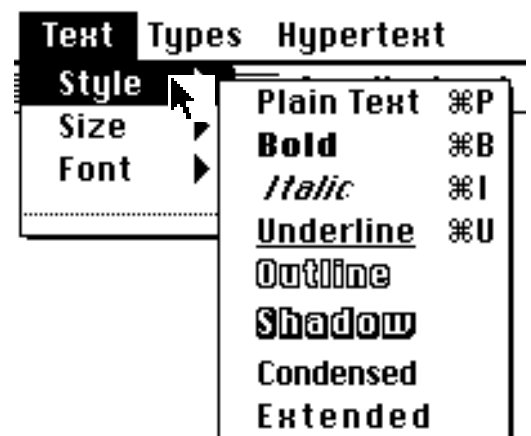 Text Types Hypertext
Style
Size
Font
Plain Text ⌘P
Bold ⌘B
Italic ⌘I
Underline ⌘U
Outline
Shadow
Condensed
Extended